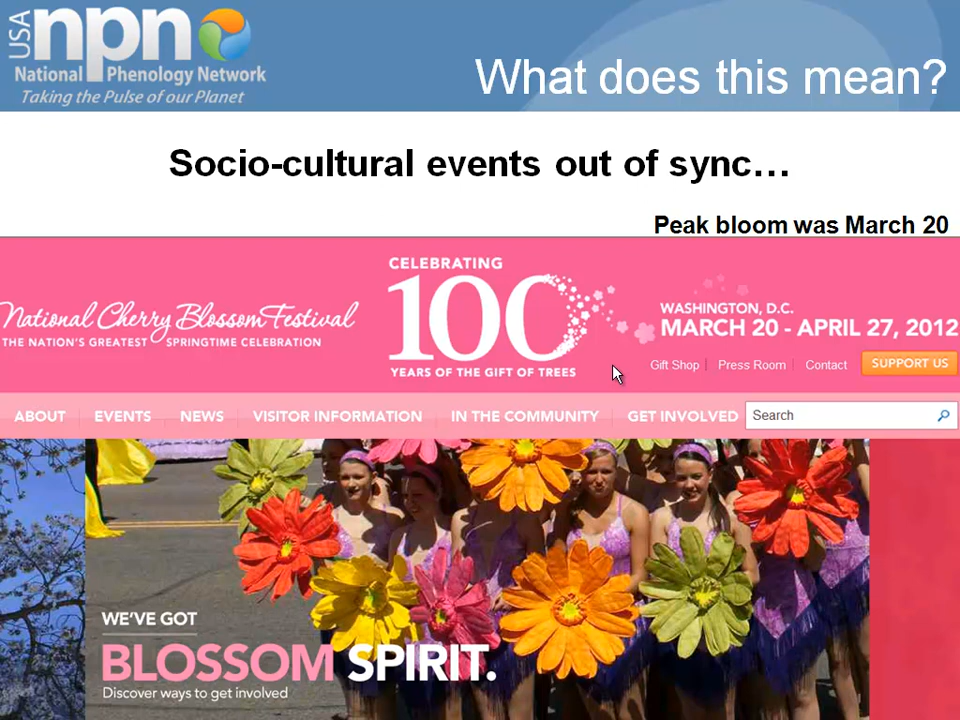 USA npn
National Phenology Network
Taking the Pulse of our Planet
What does this mean?
Socio-cultural events out of sync…
Peak bloom was March 20
National Cherry Blossom Festival
THE NATION'S GREATEST SPRINGTIME CELEBRATION
CELEBRATING
100
YEARS OF THE GIFT OF TREES
WASHINGTON, D.C.
MARCH 20 - APRIL 27, 2012
Gift Shop Press Room Contact SUPPORT US
ABOUT EVENTS NEWS VISITOR INFORMATION IN THE COMMUNITY GET INVOLVED Search
WE'VE GOT
BLOSSOM SPIRIT.
Discover ways to get involved